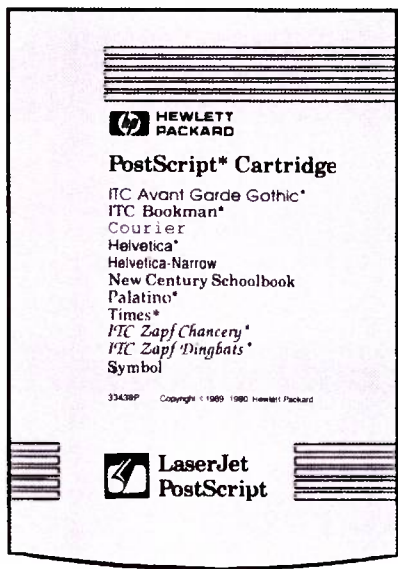 HEWLETT
PACKARD
PostScript* Cartridge
ITC Avant Garde Gothic*
ITC Bookman*
Courier
Helvetica*
Helvetica-Narrow
New Century Schoolbook
Palatino*
Times*
ITC Zapf Chancery*
ITC Zapf Dingbats*
Symbol
33439P Copyright 1989 1990 Hewlett Packard
LaserJet
PostScript